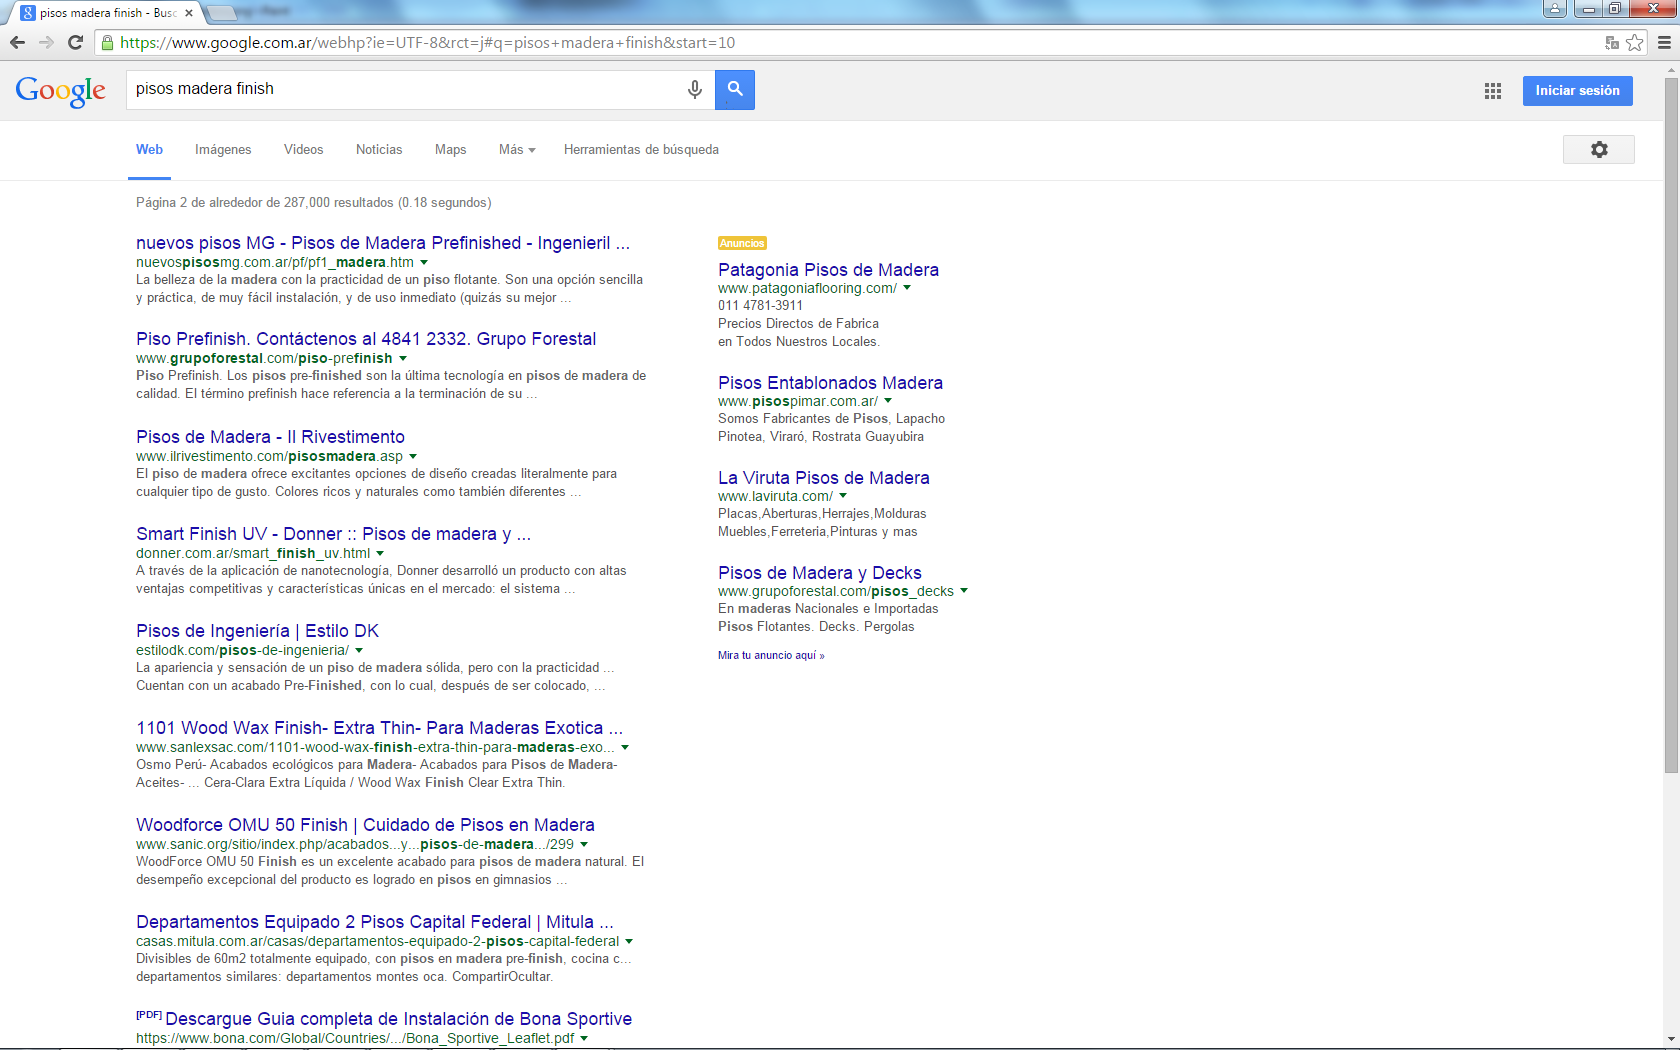 pisos madera finish - Busc
https://www.google.com.ar/webhp?ie=UTF-8&rct=j#q=pisos+madera+finish&start=10
Google
pisos madera finish
Iniciar sesión
Web
Imágenes
Videos
Noticias
Maps
Más
Herramientas de búsqueda
Página 2 de alrededor de 287,000 resultados (0.18 segundos)
nuevos pisos MG - Pisos de Madera Prefinished - Ingenieril ...
nuevospisosmg.com.ar/pf/pf1_madera.htm
La belleza de la madera con la practicidad de un piso flotante. Son una opción sencilla
y práctica, de muy fácil instalación, y de uso inmediato (quizás su mejor ...
Piso Prefinish. Contáctenos al 4841 2332. Grupo Forestal
www.grupoforestal.com/piso-prefinish
Piso Prefinish. Los pisos pre-finished son la última tecnología en pisos de madera de
calidad. El término prefinish hace referencia a la terminación de su ...
Pisos de Madera - Il Rivestimento
www.ilrivestimento.com/pisosmadera.asp
El piso de madera ofrece excitantes opciones de diseño creadas literalmente para
cualquier tipo de gusto. Colores ricos y naturales como también diferentes ...
Smart Finish UV - Donner :: Pisos de madera y ...
donner.com.ar/smart_finish_uv.html
A través de la aplicación de nanotecnología, Donner desarrolló un producto con altas
ventajas competitivas y características únicas en el mercado: el sistema ...
Pisos de Ingeniería | Estilo DK
estilodk.com/pisos-de-ingenieria/
La apariencia y sensación de un piso de madera sólida, pero con la practicidad ...
Cuentan con un acabado Pre-Finished, con lo cual, después de ser colocado, ...
1101 Wood Wax Finish- Extra Thin- Para Maderas Exotica ...
www.sanlexsac.com/1101-wood-wax-finish-extra-thin-para-maderas-exo...
Osmo Perú- Acabados ecológicos para Madera- Acabados para Pisos de Madera-
Aceites- ... Cera-Clara Extra Líquida / Wood Wax Finish Clear Extra Thin.
Woodforce OMU 50 Finish | Cuidado de Pisos en Madera
www.sanic.org/sitio/index.php/acabados...y...pisos-de-madera.../299
WoodForce OMU 50 Finish es un excelente acabado para pisos de madera natural. El
desempeño excepcional del producto es logrado en pisos en gimnasios ...
Departamentos Equipado 2 Pisos Capital Federal | Mitula ...
casas.mitula.com.ar/casas/departamentos-equipado-2-pisos-capital-federal
Divisibles de 60m2 totalmente equipado, con pisos en madera pre-finish, cocina c...
departamentos similares: departamentos montes oca. CompartirOcultar.
[PDF] Descargue Guia completa de Instalación de Bona Sportive
https://www.bona.com/Global/Countries/.../Bona_Sportive_Leaflet.pdf
Anuncios
Patagonia Pisos de Madera
www.patagoniaflooring.com/
011 4781-3911
Precios Directos de Fabrica
en Todos Nuestros Locales.
Pisos Entablonados Madera
www.pisospimar.com.ar/
Somos Fabricantes de Pisos, Lapacho
Pinotea, Viraró, Rostrata Guayubira
La Viruta Pisos de Madera
www.laviruta.com/
Placas,Aberturas,Herrajes,Molduras
Muebles,Ferreteria,Pinturas y mas
Pisos de Madera y Decks
www.grupoforestal.com/pisos_decks
En maderas Nacionales e Importadas
Pisos Flotantes. Decks. Pergolas
Mira tu anuncio aquí »